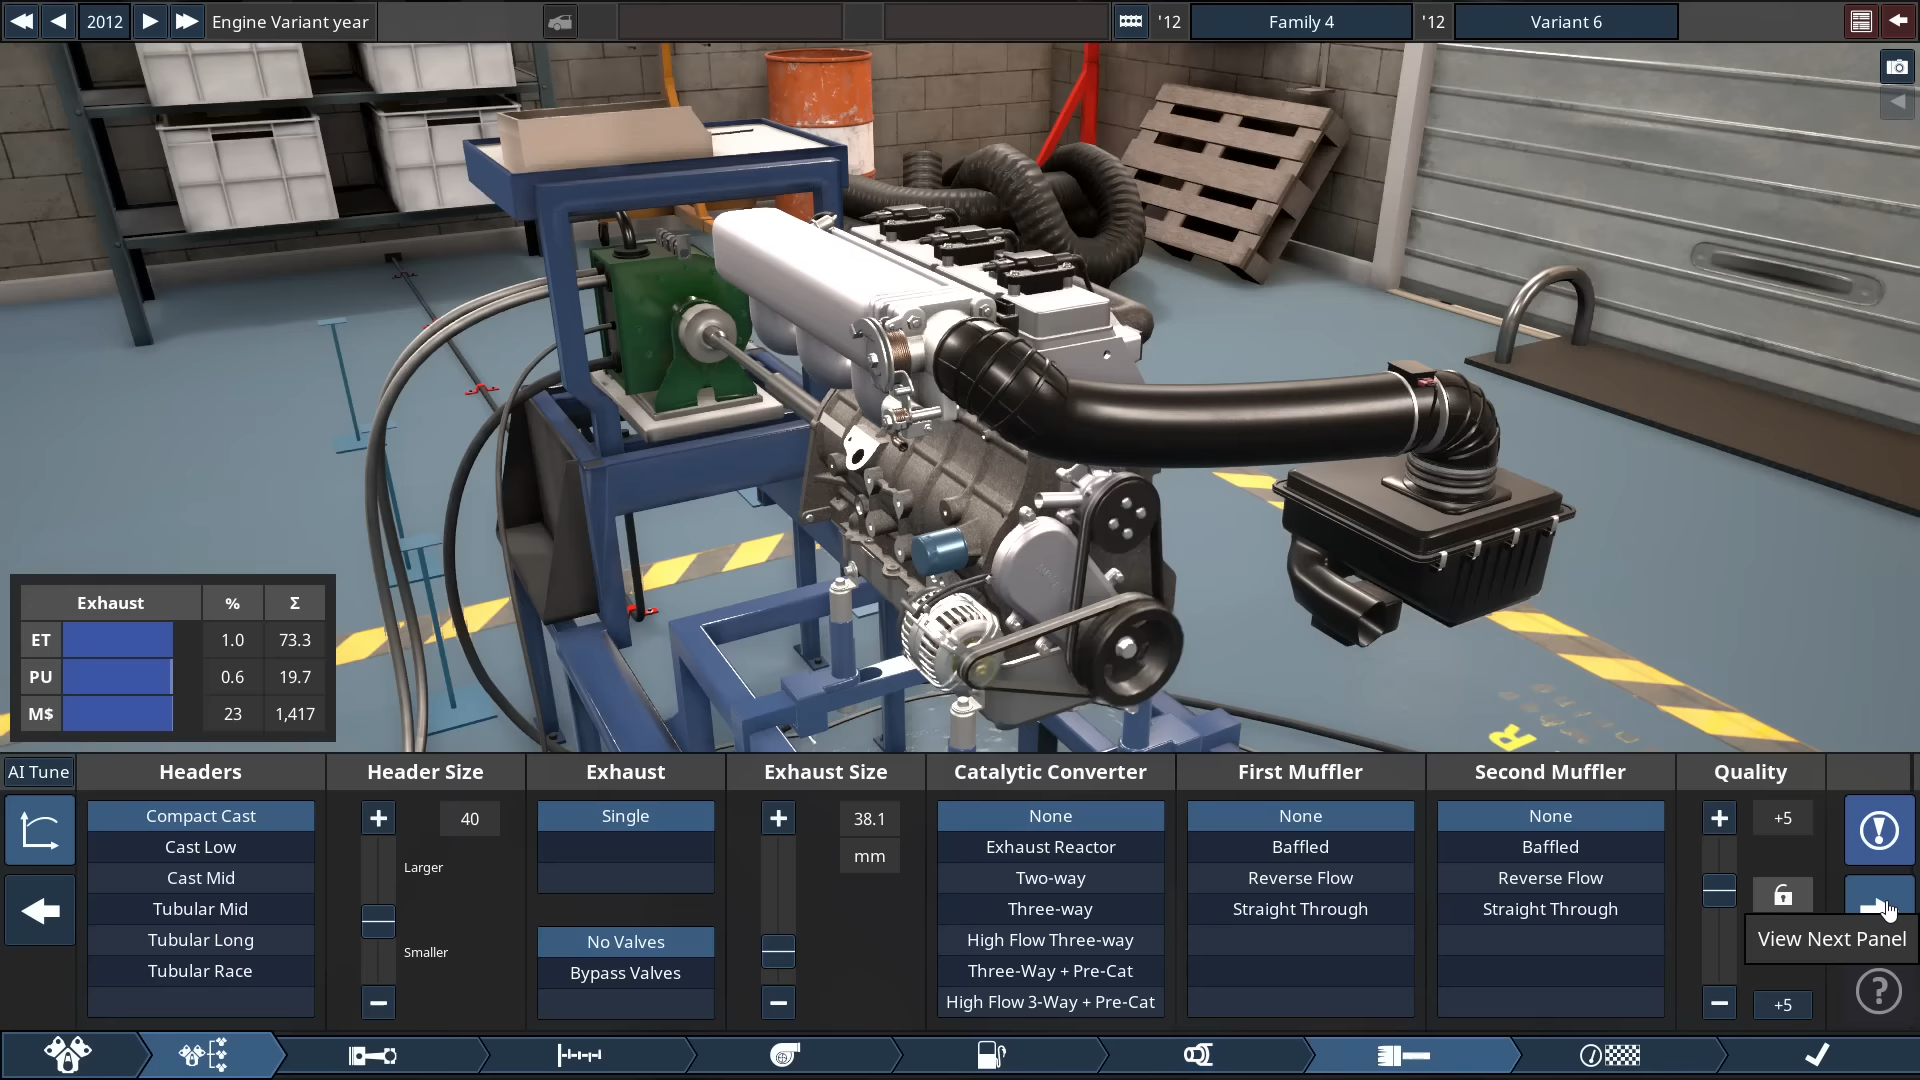 2012 Engine Variant year '12 Family 4 '12 Variant 6
Exhaust % Σ
ET 1.0 73.3
PU 0.6 19.7
M$ 23 1,417
AI Tune
Headers
Compact Cast
Cast Low
Cast Mid
Tubular Mid
Tubular Long
Tubular Race
Header Size
40
Larger
Smaller
Exhaust
Single
No Valves
Bypass Valves
Exhaust Size
38.1
mm
Catalytic Converter
None
Exhaust Reactor
Two-way
Three-way
High Flow Three-way
Three-Way + Pre-Cat
High Flow 3-Way + Pre-Cat
First Muffler
None
Baffled
Reverse Flow
Straight Through
Second Muffler
None
Baffled
Reverse Flow
Straight Through
Quality
+5
+5
View Next Panel